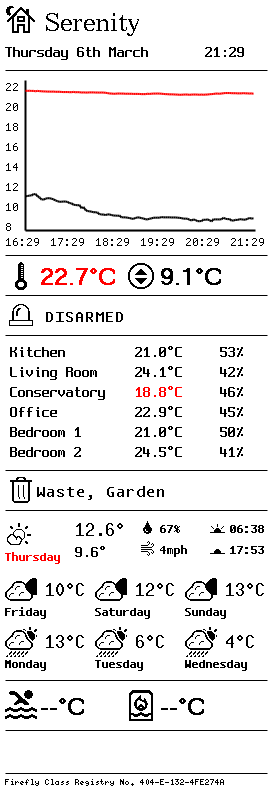 Serenity
Thursday 6th March 21:29
22
20
18
16
14
12
10
8
16:29 17:29 18:29 19:29 20:29 21:29
22.7°C 9.1°C
DISARMED
Kitchen 21.0°C 53%
Living Room 24.1°C 42%
Conservatory 18.8°C 46%
Office 22.9°C 45%
Bedroom 1 21.0°C 50%
Bedroom 2 24.5°C 41%
Waste, Garden
12.6° 67% 06:38
Thursday 9.6° 4mph 17:53
10°C 12°C 13°C
Friday Saturday Sunday
13°C 6°C 4°C
Monday Tuesday Wednesday
--°C --°C
Firefly Class Registry No. 404-E-132-4FE274A